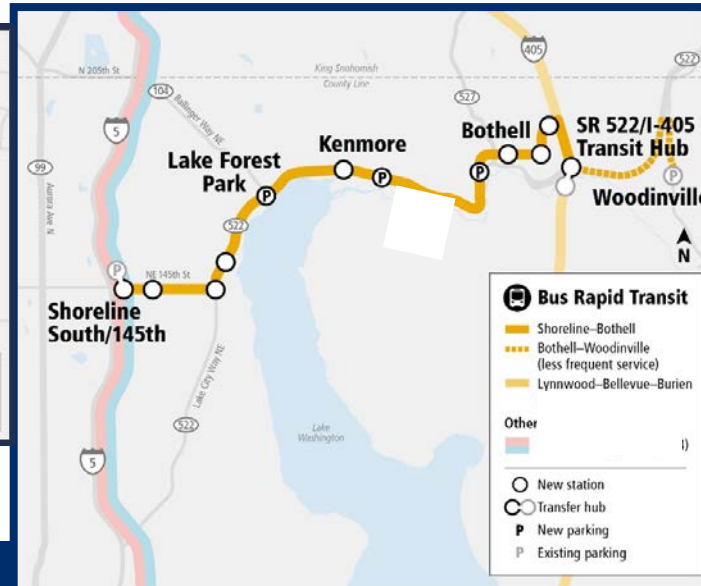 N 205th St
104
Ballinger Way NE
King Snohomish
County Line
405
522
527
5
99
Aurora Ave N
Lake Forest
Park
Kenmore
Bothell
SR 522/I-405
Transit Hub
Woodinville
P
P
P
P
P
N
522
NE 145th St
Shoreline
South/145th
Lake City Way NE
522
5
Lake
Washington
Bus Rapid Transit
Shoreline–Bothell
Bothell–Woodinville
(less frequent service)
Lynnwood–Bellevue–Burien
Other
)
New station
Transfer hub
P New parking
P Existing parking